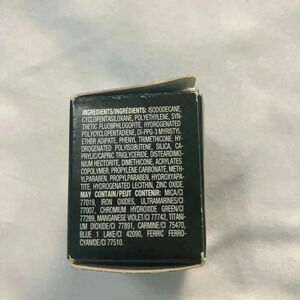 INGREDIENTS/INGRÉDIENTS: ISODODECANE,
CYCLOPENTASILOXANE, POLYETHYLENE, SYN-
THETIC FLUORPHLOGOPITE, HYDROGENATED
POLYCYCLOPENTADIENE, DI-PPG-3 MYRISTYL
ETHER ADIPATE, PHENYL TRIMETHICONE, HY-
DROGENATED POLYISOBUTENE, SILICA, CA-
PRYLIC/CAPRIC TRIGLYCERIDE, DISTEARDIMO-
NIUM HECTORITE, DIMETHICONE, ACRYLATES
COPOLYMER, PROPYLENE CARBONATE, METH-
YLPARABEN, PROPYLPARABEN, HYDROXYAPA-
TITE, HYDROGENATED LECITHIN, ZINC OXIDE.
MAY CONTAIN/PEUT CONTENIR: MICA/CI
77019, IRON OXIDES, ULTRAMARINES/CI
77007, CHROMIUM HYDROXIDE GREEN/CI
77289, MANGANESE VIOLET/CI 77742, TITANI-
UM DIOXIDE/CI 77891, CARMINE/CI 75470,
BLUE 1 LAKE/CI 42090, FERRIC FERRO-
CYANIDE/CI 77510.